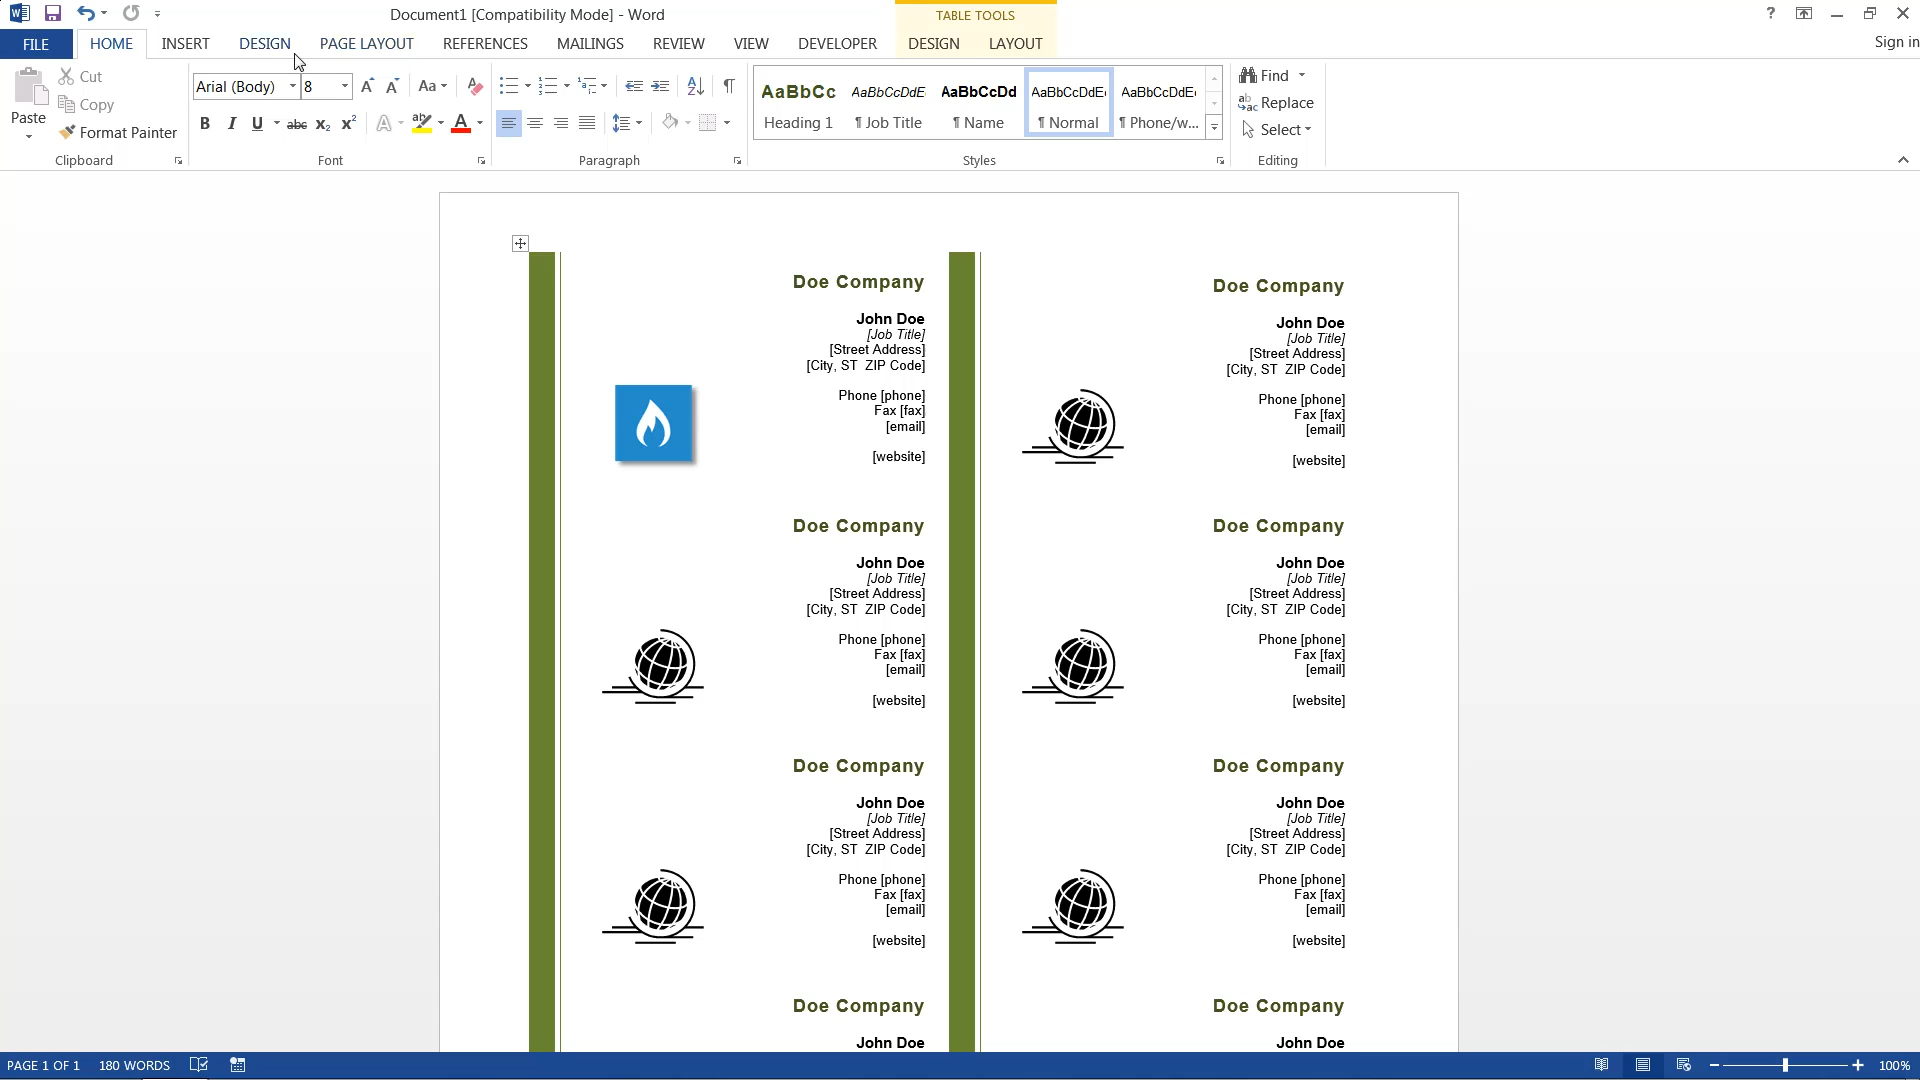 Document1 [Compatibility Mode] - Word
TABLE TOOLS
?
FILE
HOME
INSERT
DESIGN
PAGE LAYOUT
REFERENCES
MAILINGS
REVIEW
VIEW
DEVELOPER
DESIGN
LAYOUT
Sign in
Paste
Cut
Copy
Format Painter
Clipboard
Arial (Body)
8
Font
Paragraph
AaBbCc
Heading 1
AaBbCcDdE
¶ Job Title
AaBbCcDd
¶ Name
AaBbCcDdE
¶ Normal
AaBbCcDdE
¶ Phone/w...
Styles
Find
Replace
Select
Editing
Doe Company
John Doe
[Job Title]
[Street Address]
[City, ST  ZIP Code]
Phone [phone]
Fax [fax]
[email]
[website]
Doe Company
John Doe
[Job Title]
[Street Address]
[City, ST  ZIP Code]
Phone [phone]
Fax [fax]
[email]
[website]
Doe Company
John Doe
[Job Title]
[Street Address]
[City, ST  ZIP Code]
Phone [phone]
Fax [fax]
[email]
[website]
Doe Company
John Doe
[Job Title]
[Street Address]
[City, ST  ZIP Code]
Phone [phone]
Fax [fax]
[email]
[website]
Doe Company
John Doe
[Job Title]
[Street Address]
[City, ST  ZIP Code]
Phone [phone]
Fax [fax]
[email]
[website]
Doe Company
John Doe
[Job Title]
[Street Address]
[City, ST  ZIP Code]
Phone [phone]
Fax [fax]
[email]
[website]
Doe Company
John Doe
Doe Company
John Doe
PAGE 1 OF 1
180 WORDS
100%